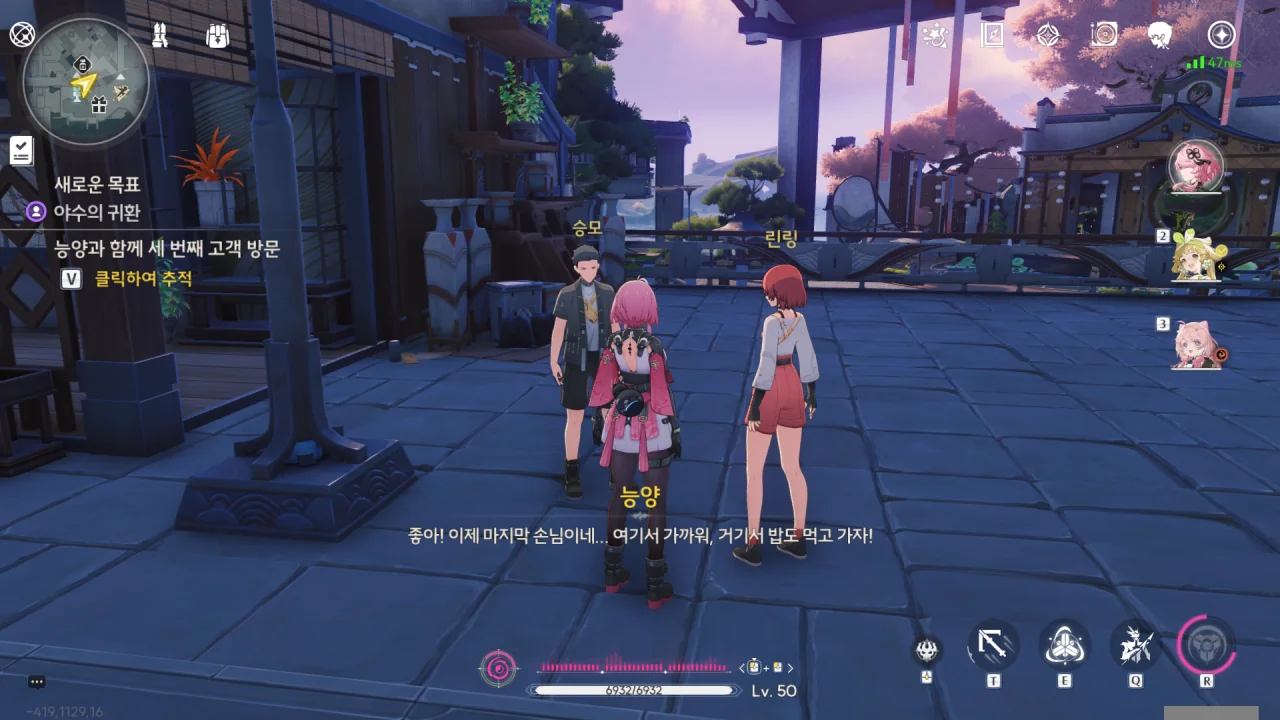 47ms
새로운 목표
야수의 귀환
능양과 함께 세 번째 고객 방문
V 클릭하여 추적
승모
린링
2
3
능양
좋아! 이제 마지막 손님이네... 여기서 가까워, 거기서 밥도 먹고 가자!
6932/6932
Lv. 50
T
E
Q
R
-419,1129,16